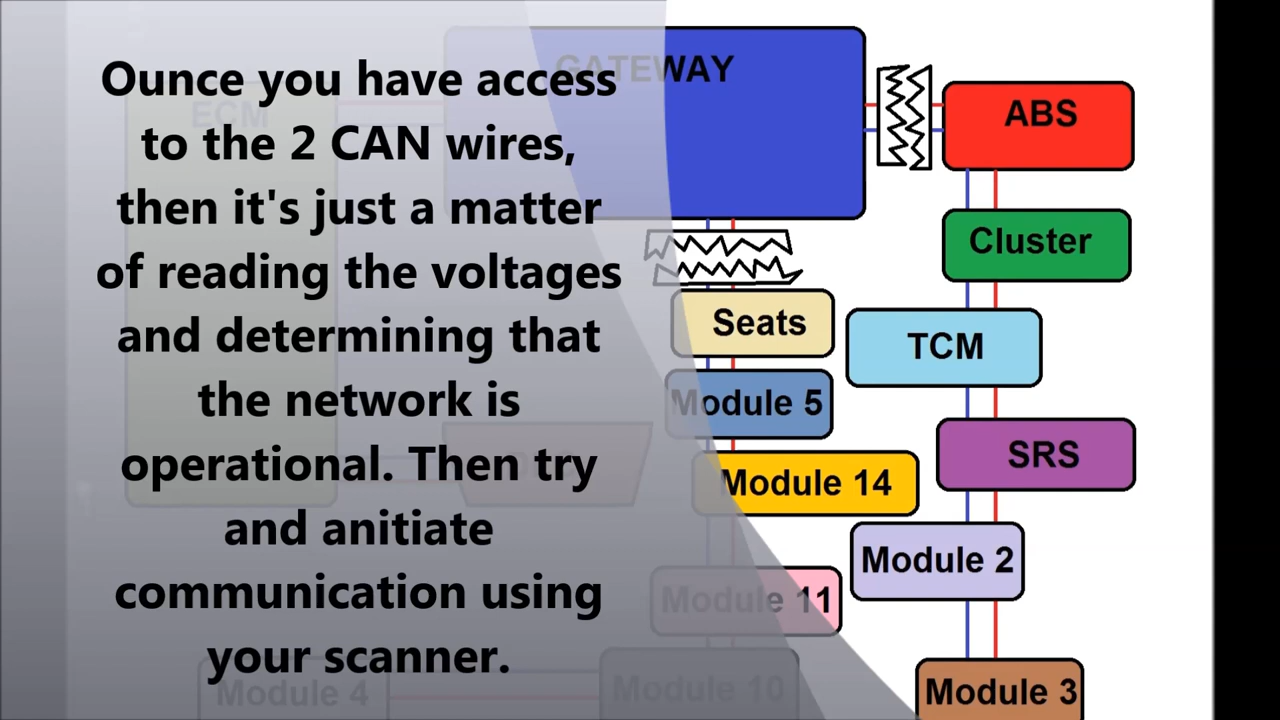 Ounce you have access
to the 2 CAN wires,
then it's just a matter
of reading the voltages
and determining that
the network is
operational. Then try
and anitiate
communication using
your scanner.
ECM
GATEWAY
ABS
Cluster
Seats
TCM
Module 5
SRS
Module 14
Module 2
Module 11
Module 4
Module 10
Module 3